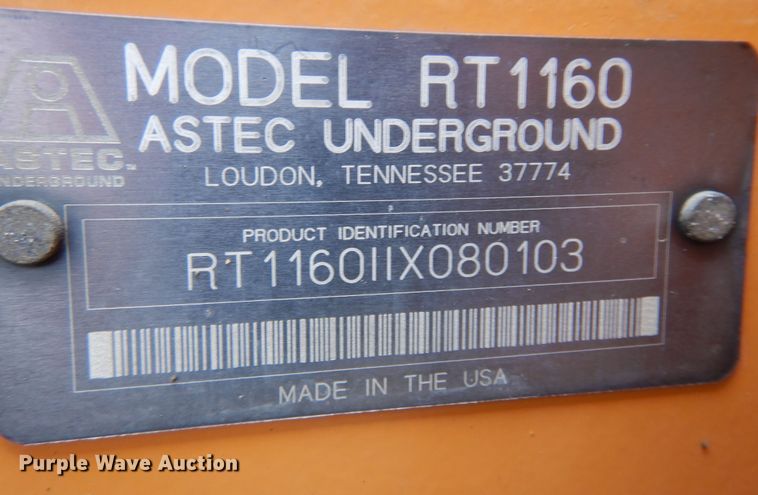 MODEL RT1160
ASTEC UNDERGROUND
LOUDON, TENNESSEE 37774
ASTEC
UNDERGROUND
PRODUCT IDENTIFICATION NUMBER
RT1160IIX080103
MADE IN THE USA
Purple Wave Auction